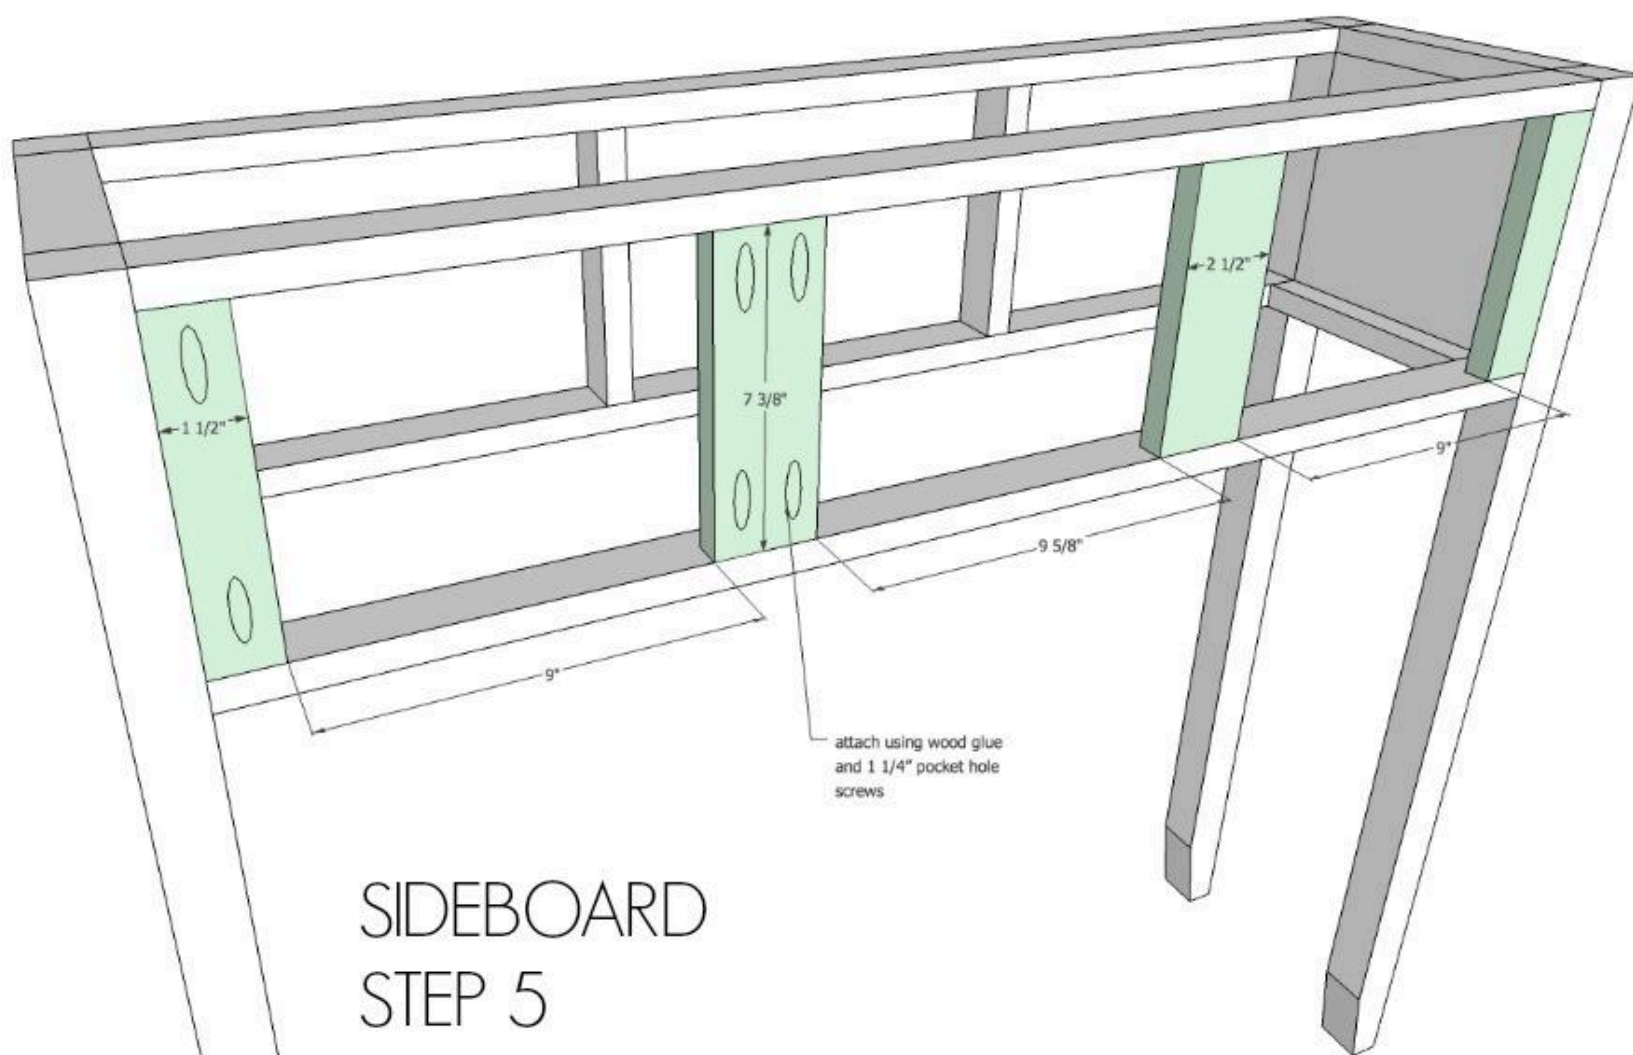 2 1/2"
1 1/2"
7 3/8"
9"
9 5/8"
9"
attach using wood glue
and 1 1/4" pocket hole
screws
SIDEBOARD
STEP 5